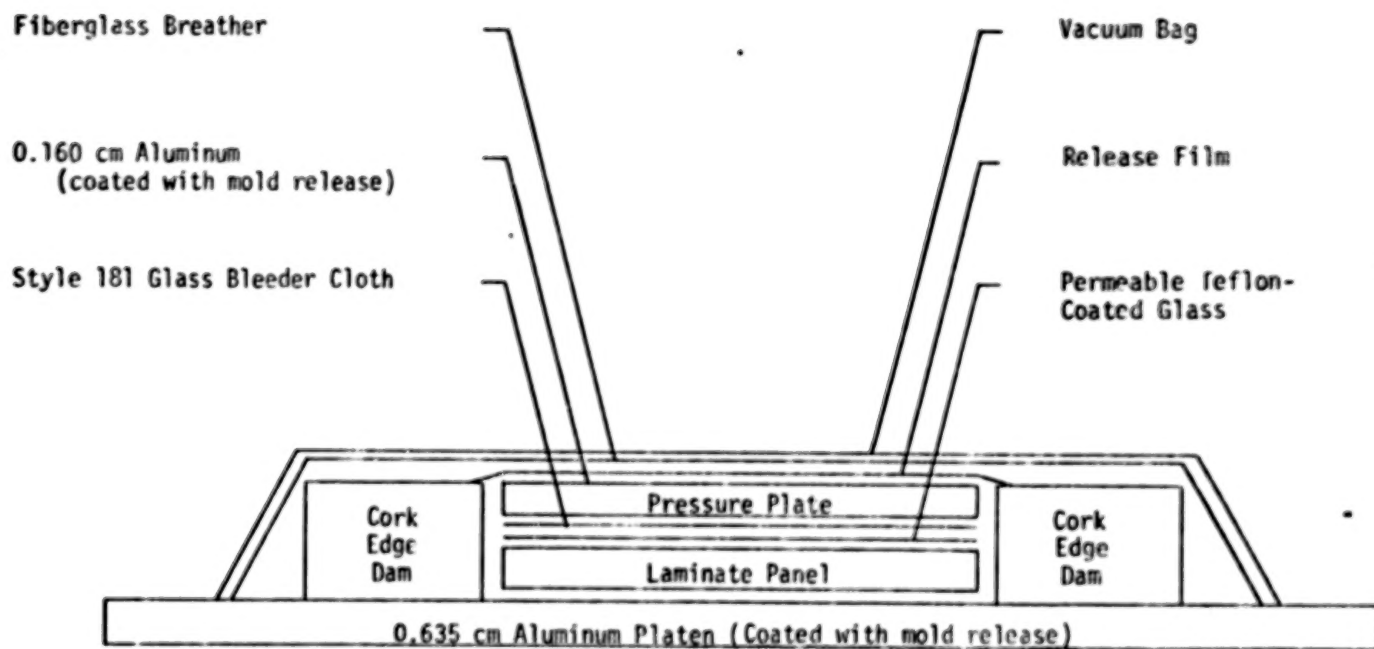 Fiberglass Breather
Vacuum Bag
0.160 cm Aluminum
(coated with mold release)
Release Film
Style 181 Glass Bleeder Cloth
Permeable Teflon-
Coated Glass
Pressure Plate
Cork
Edge
Dam
Laminate Panel
Cork
Edge
Dam
0.635 cm Aluminum Platen (Coated with mold release)